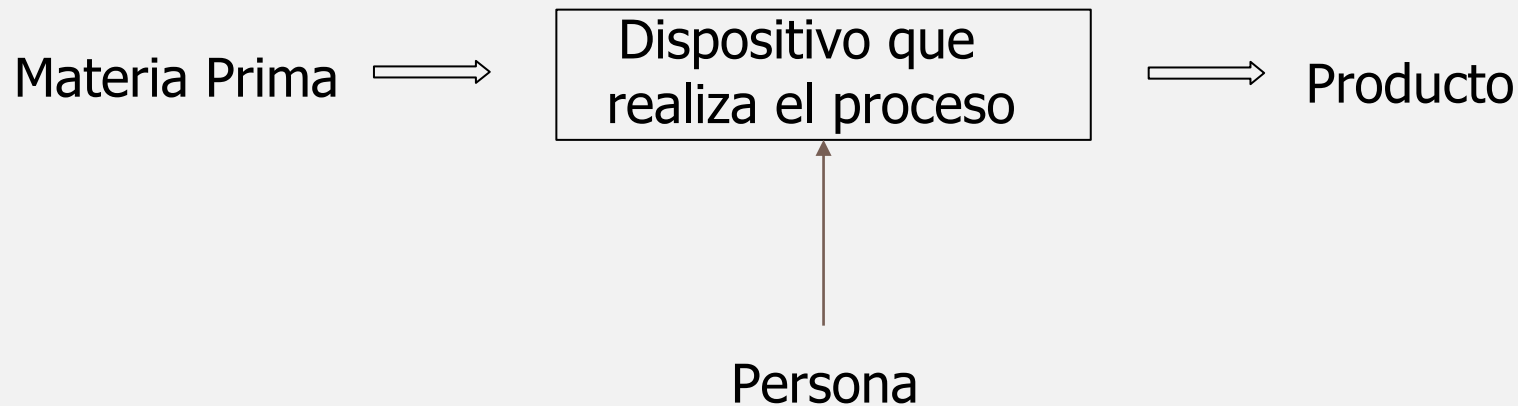 Materia Prima
Dispositivo que
realiza el proceso
Producto
Persona